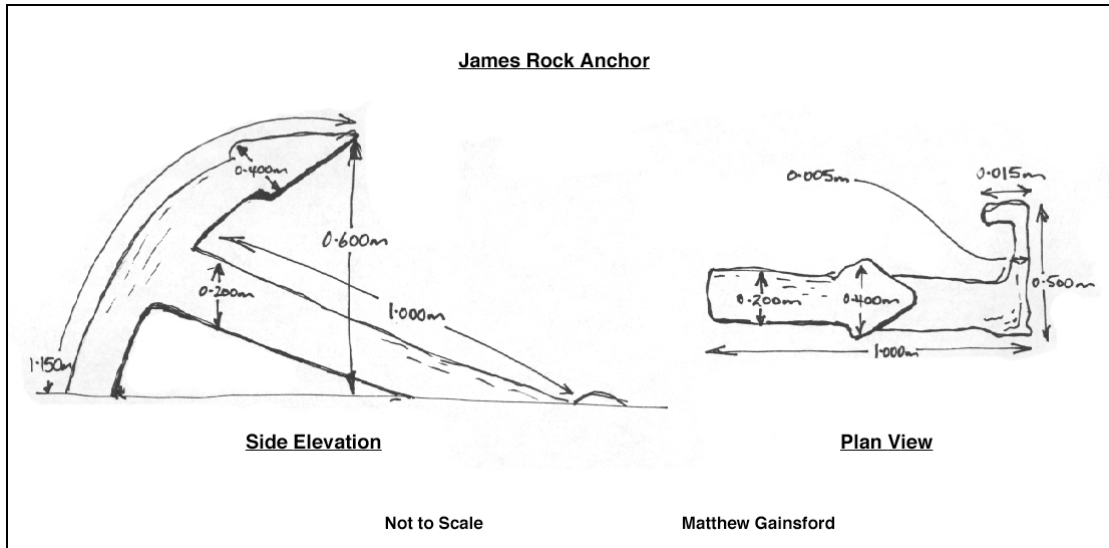 James Rock Anchor
0.400m
0.600m
0.200m
1.000m
1.150m
Side Elevation
0.005m
0.015m
0.200m
0.400m
0.500m
1.000m
Plan View
Not to Scale
Matthew Gainsford